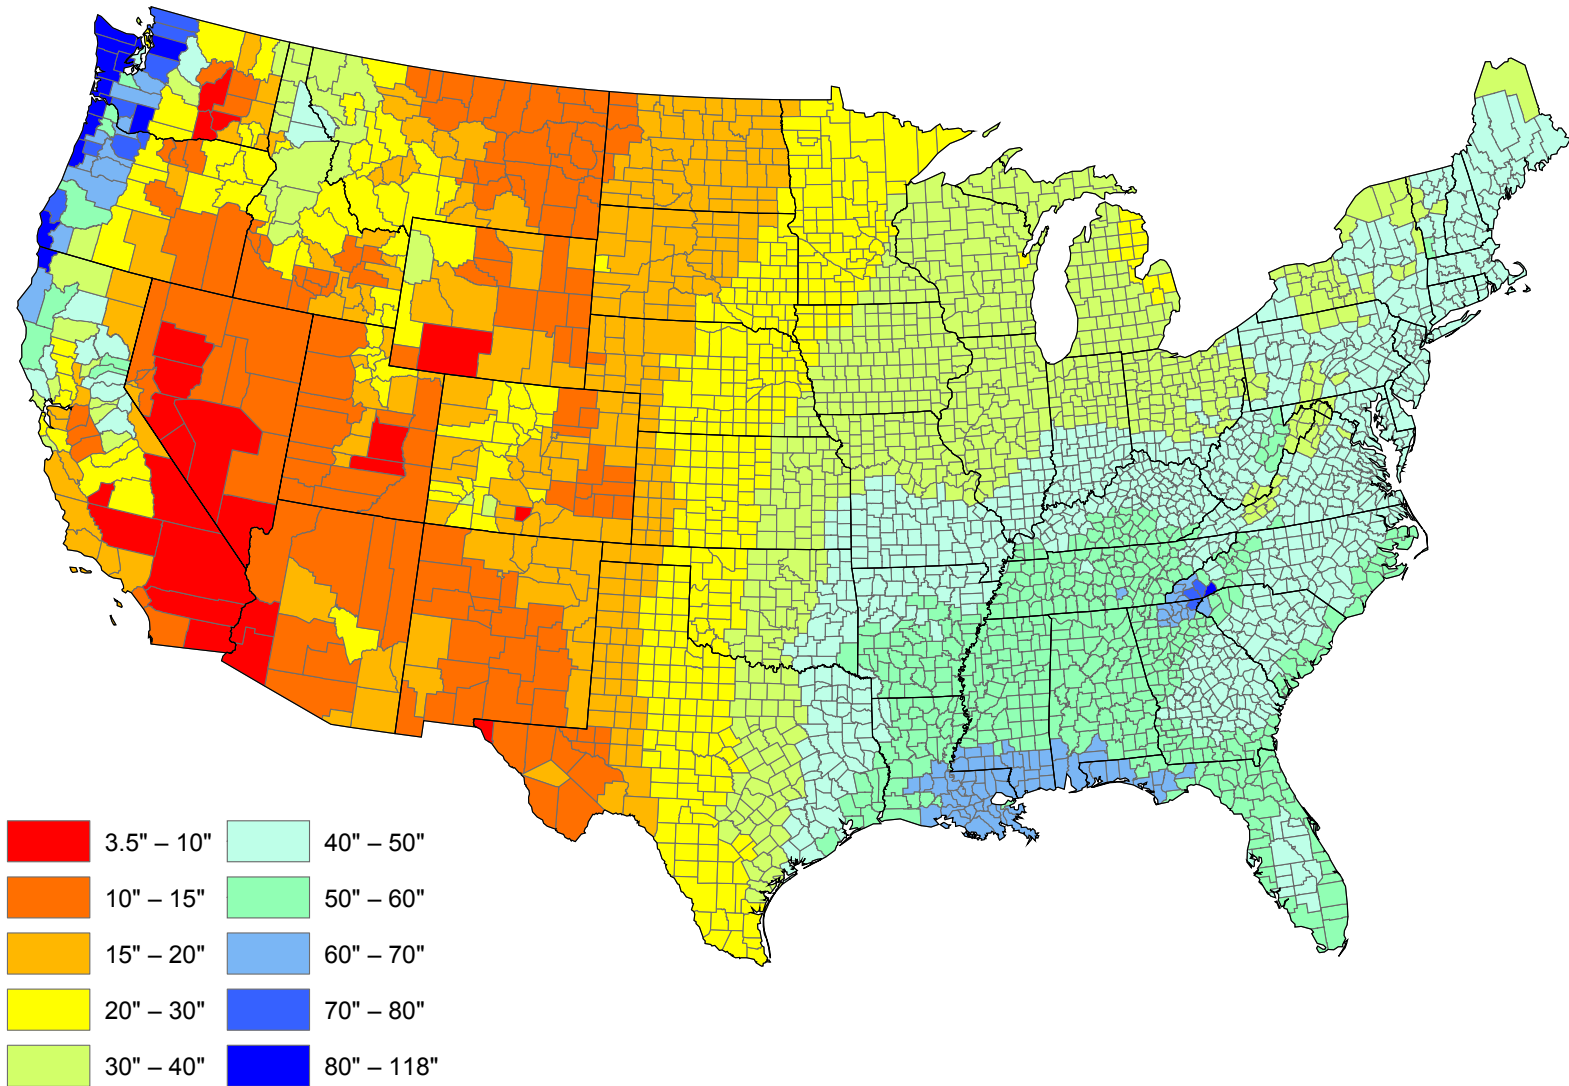 3.5" – 10"
10" – 15"
15" – 20"
20" – 30"
30" – 40"
40" – 50"
50" – 60"
60" – 70"
70" – 80"
80" – 118"